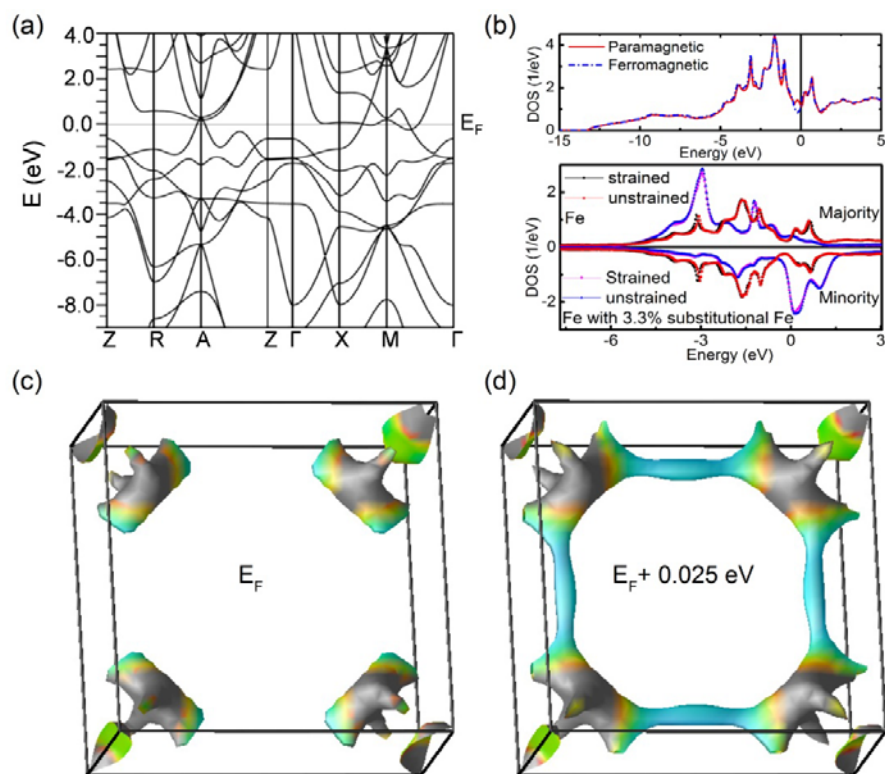 (a)
4.0
2.0
0.0
-2.0
-4.0
-6.0
-8.0
E (eV)
E_F
Z R A Z Γ X M Γ
(b)
DOS (1/eV)
4
2
0
Paramagnetic
Ferromagnetic
-15 -10 -5 0 5
Energy (eV)
DOS (1/eV)
2
0
-2
strained
unstrained
Fe
Majority
Strained
unstrained
Minority
Fe with 3.3% substitutional Fe
-6 -3 0 3
Energy (eV)
(c)
E_F
(d)
E_F+ 0.025 eV